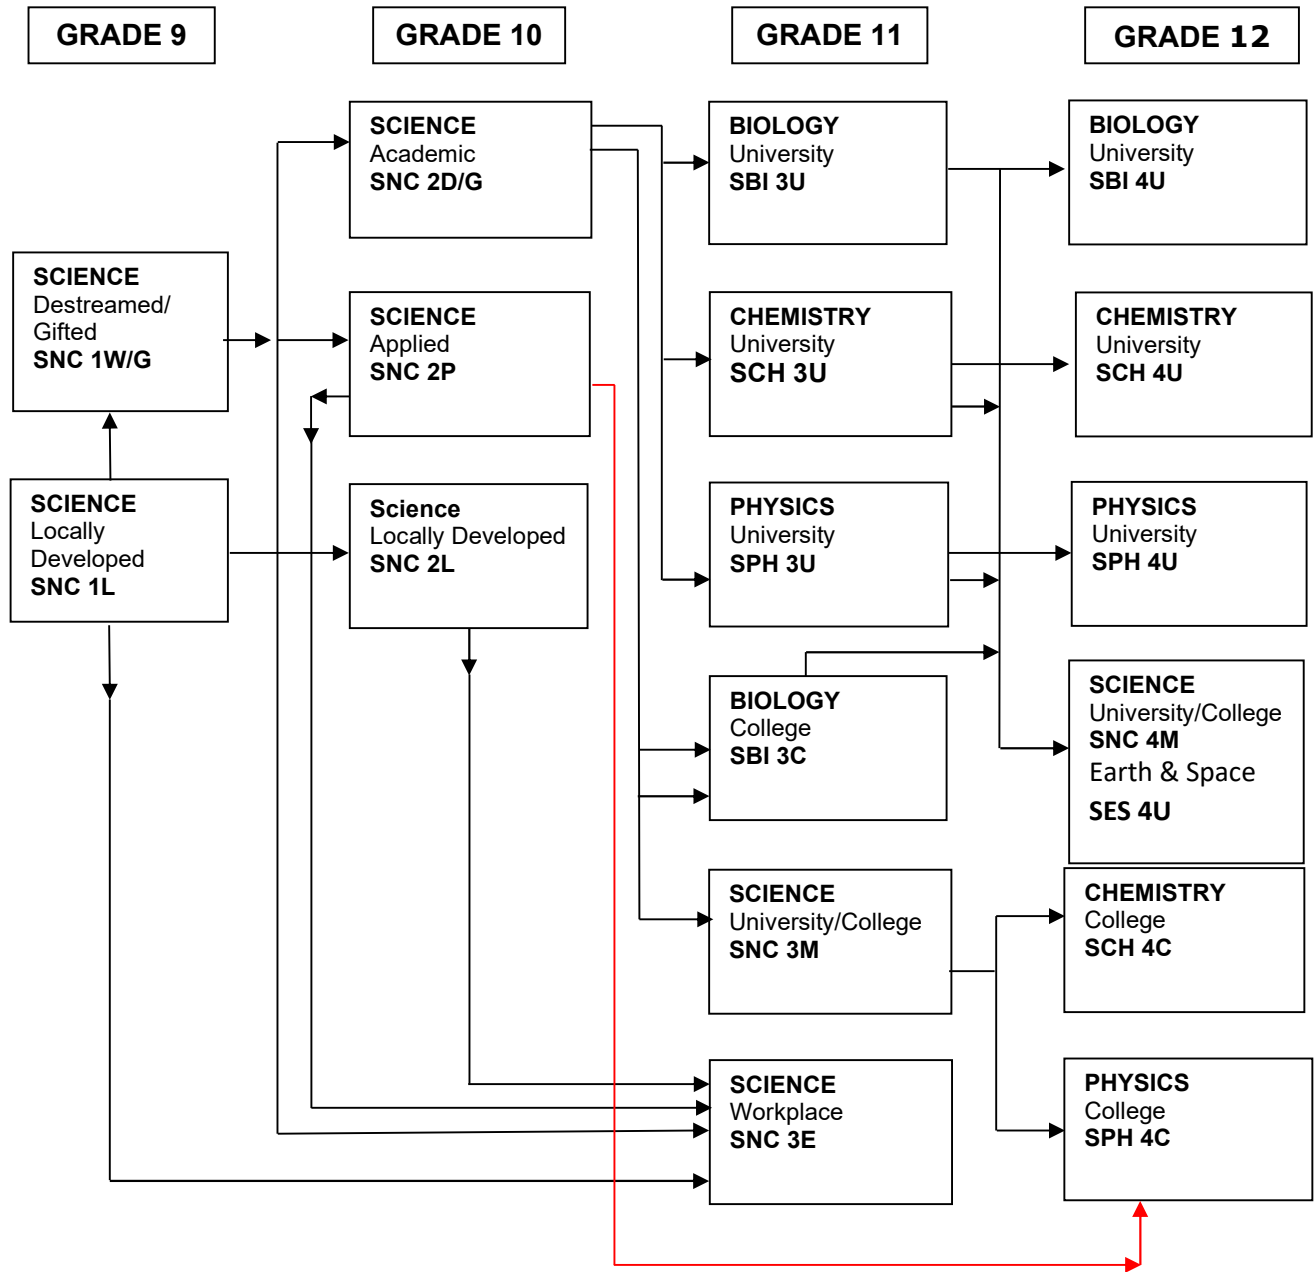 GRADE 9
GRADE 10
GRADE 11
GRADE 12
SCIENCE
Destreamed/
Gifted
SNC 1W/G
SCIENCE
Locally
Developed
SNC 1L
SCIENCE
Academic
SNC 2D/G
SCIENCE
Applied
SNC 2P
Science
Locally Developed
SNC 2L
BIOLOGY
University
SBI 3U
CHEMISTRY
University
SCH 3U
PHYSICS
University
SPH 3U
BIOLOGY
College
SBI 3C
SCIENCE
University/College
SNC 3M
SCIENCE
Workplace
SNC 3E
BIOLOGY
University
SBI 4U
CHEMISTRY
University
SCH 4U
PHYSICS
University
SPH 4U
SCIENCE
University/College
SNC 4M
Earth & Space
SES 4U
CHEMISTRY
College
SCH 4C
PHYSICS
College
SPH 4C